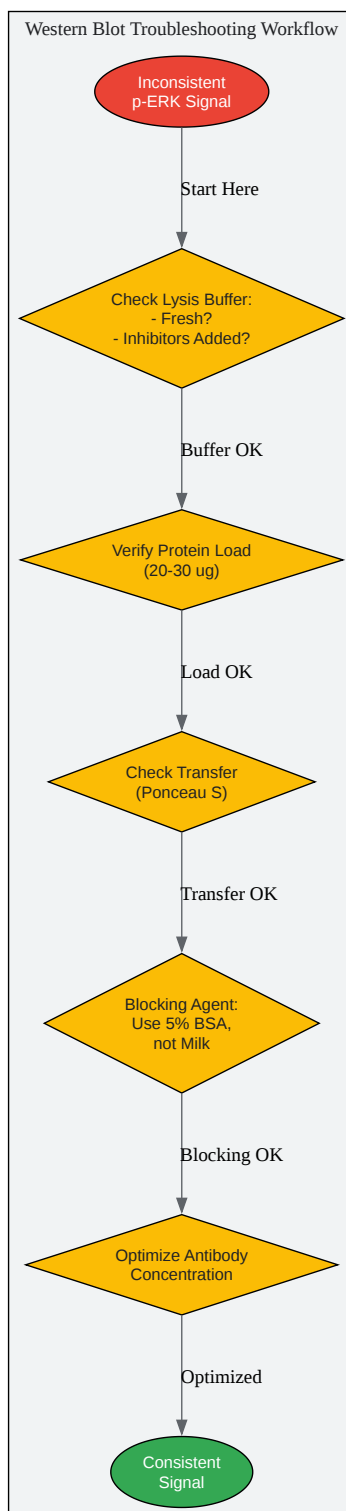 Western Blot Troubleshooting Workflow
Inconsistent
p-ERK Signal
Start Here
Check Lysis Buffer:
- Fresh?
- Inhibitors Added?
Buffer OK
Verify Protein Load
(20-30 ug)
Load OK
Check Transfer
(Ponceau S)
Transfer OK
Blocking Agent:
Use 5% BSA,
not Milk
Blocking OK
Optimize Antibody
Concentration
Optimized
Consistent
Signal